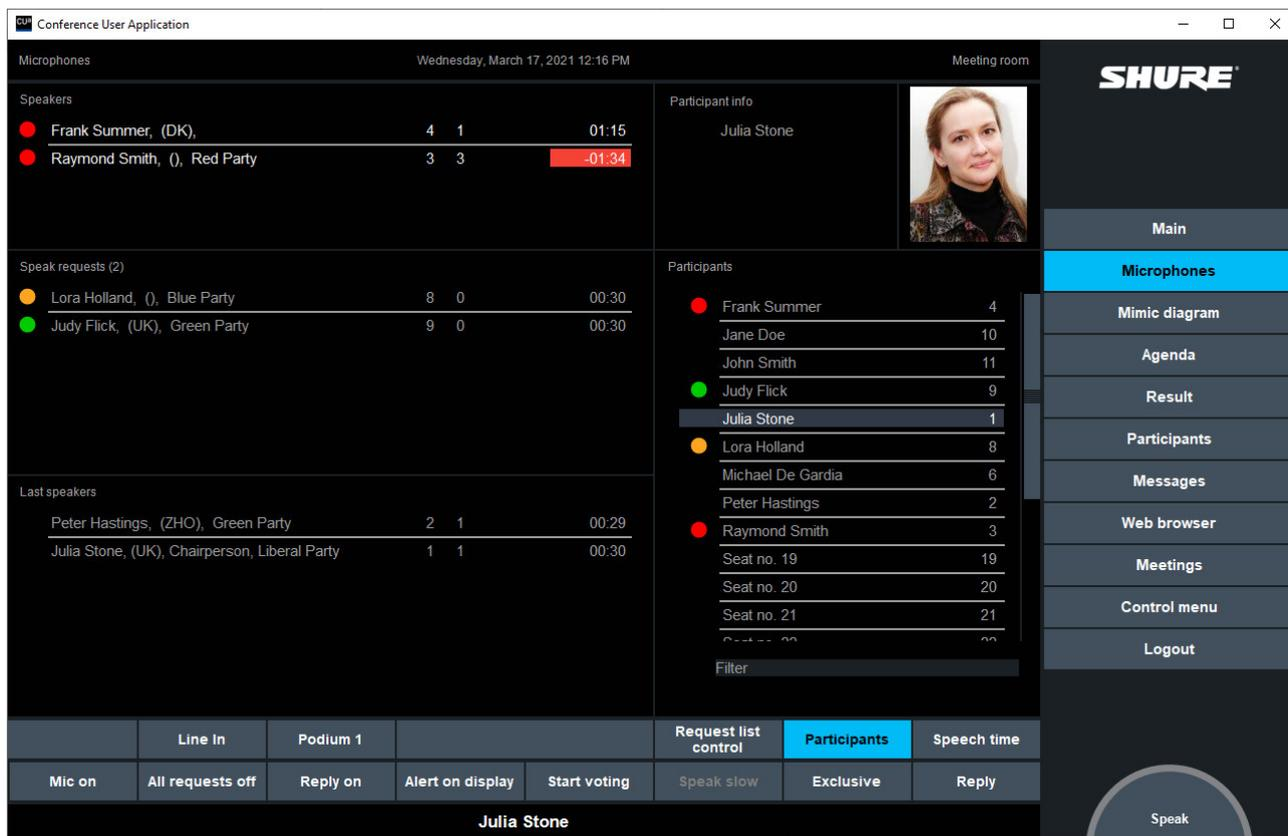 CUa Conference User Application
Microphones Wednesday, March 17, 2021 12:16 PM Meeting room
SHURE
Speakers
Frank Summer, (DK), 4 1 01:15
Raymond Smith, (), Red Party 3 3 -01:34
Participant info
Julia Stone
Speak requests (2)
Lora Holland, (), Blue Party 8 0 00:30
Judy Flick, (UK), Green Party 9 0 00:30
Last speakers
Peter Hastings, (ZHO), Green Party 2 1 00:29
Julia Stone, (UK), Chairperson, Liberal Party 1 1 00:30
Participants
Frank Summer 4
Jane Doe 10
John Smith 11
Judy Flick 9
Julia Stone 1
Lora Holland 8
Michael De Gardia 6
Peter Hastings 2
Raymond Smith 3
Seat no. 19 19
Seat no. 20 20
Seat no. 21 21
Seat no. 22 22
Filter
Main
Microphones
Mimic diagram
Agenda
Result
Participants
Messages
Web browser
Meetings
Control menu
Logout
Line In Podium 1 Request list control Participants Speech time
Mic on All requests off Reply on Alert on display Start voting Speak slow Exclusive Reply
Julia Stone
Speak